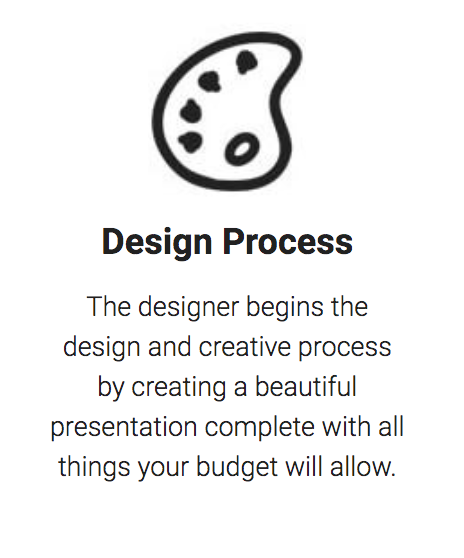 Design Process
The designer begins the
design and creative process
by creating a beautiful
presentation complete with all
things your budget will allow.